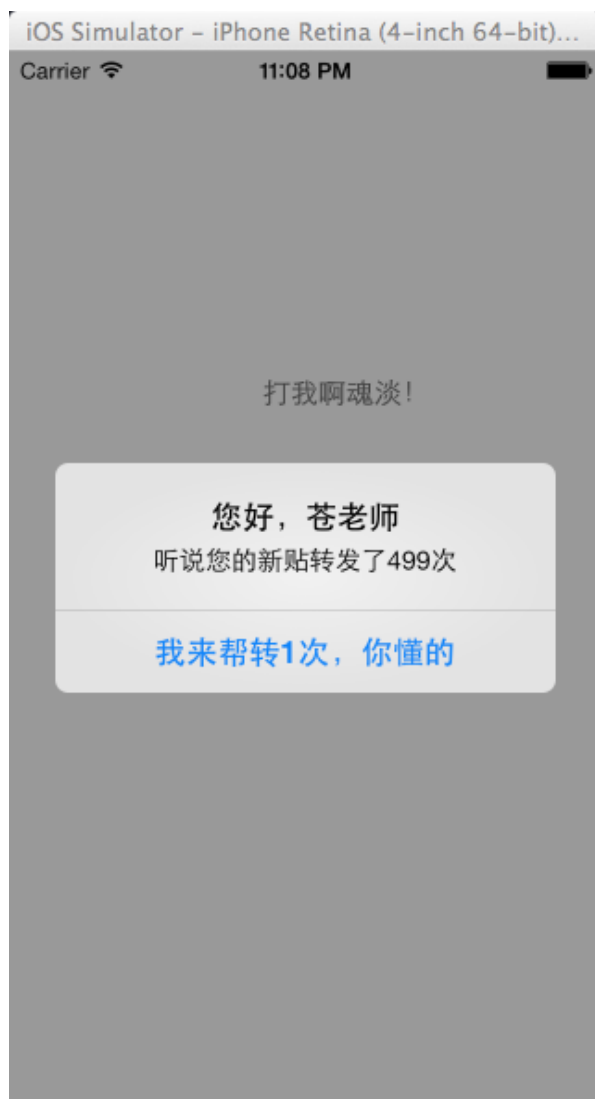 iOS Simulator – iPhone Retina (4-inch 64-bit)...
Carrier 11:08 PM
打我啊魂淡！
您好，苍老师
听说您的新贴转发了499次
我来帮转1次，你懂的